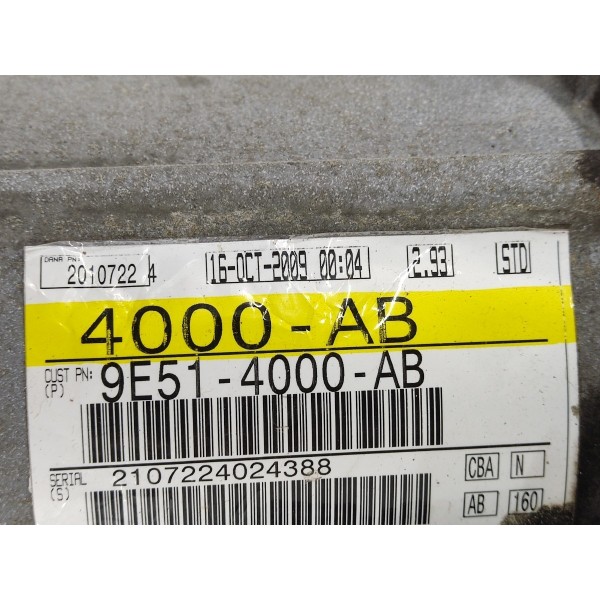 DANA PN:
2010722 4 16-OCT-2009 00:04 2.93 STD
4000-AB
CUST PN: 9E51-4000-AB
(P)
SERIAL 2107224024388 CBA N
(S) AB 160